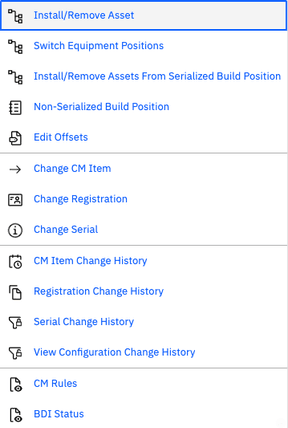 Install/Remove Asset
Switch Equipment Positions
Install/Remove Assets From Serialized Build Position
Non-Serialized Build Position
Edit Offsets
Change CM Item
Change Registration
Change Serial
CM Item Change History
Registration Change History
Serial Change History
View Configuration Change History
CM Rules
BDI Status